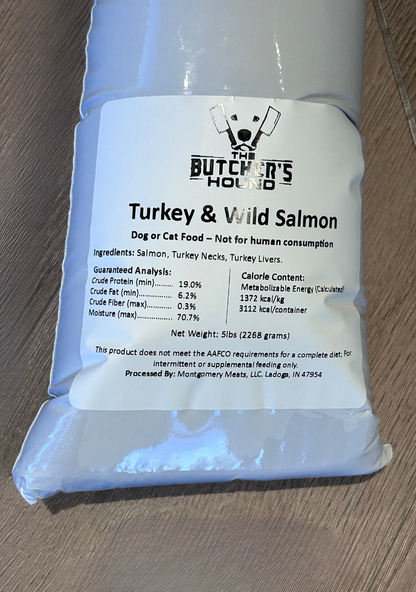 THE
BUTCHER'S
HOUND
Turkey & Wild Salmon
Dog or Cat Food – Not for human consumption
Ingredients: Salmon, Turkey Necks, Turkey Livers.
Guaranteed Analysis:
Crude Protein (min)......... 19.0%
Crude Fat (min)............... 6.2%
Crude Fiber (max)........... 0.3%
Moisture (max)................ 70.7%
Calorie Content:
Metabolizable Energy (Calculated)
1372 kcal/kg
3112 kcal/container
Net Weight: 5lbs (2268 grams)
This product does not meet the AAFCO requirements for a complete diet; For
intermittent or supplemental feeding only.
Processed By: Montgomery Meats, LLC, Ladoga, IN 47954